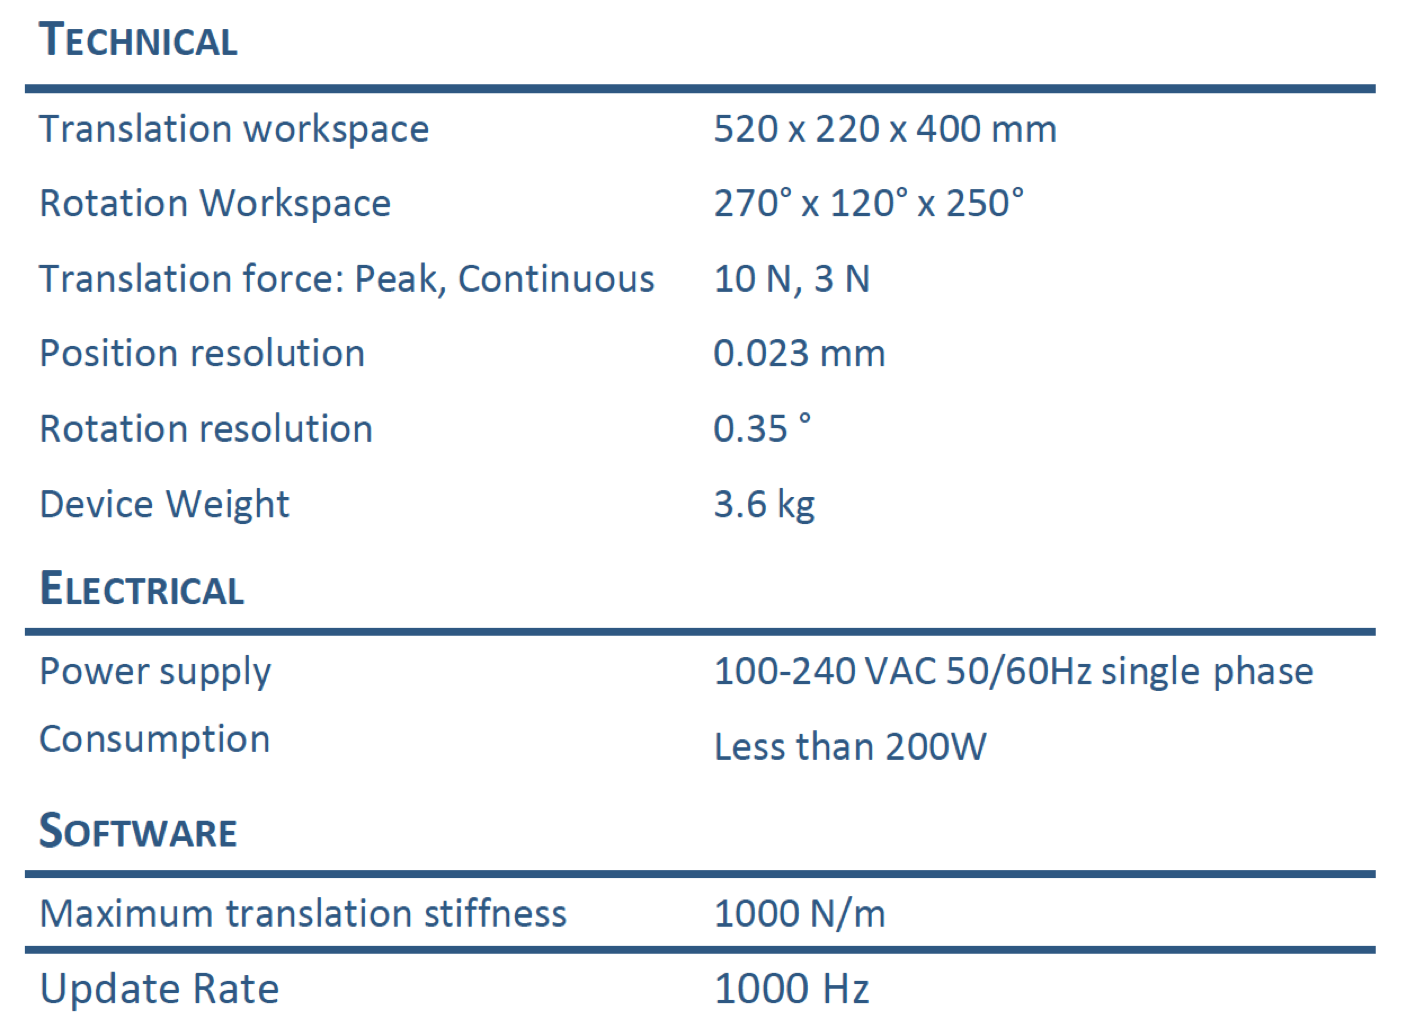 TECHNICAL
Translation workspace 520 x 220 x 400 mm
Rotation Workspace 270° x 120° x 250°
Translation force: Peak, Continuous 10 N, 3 N
Position resolution 0.023 mm
Rotation resolution 0.35 °
Device Weight 3.6 kg
ELECTRICAL
Power supply 100-240 VAC 50/60Hz single phase
Consumption Less than 200W
SOFTWARE
Maximum translation stiffness 1000 N/m
Update Rate 1000 Hz